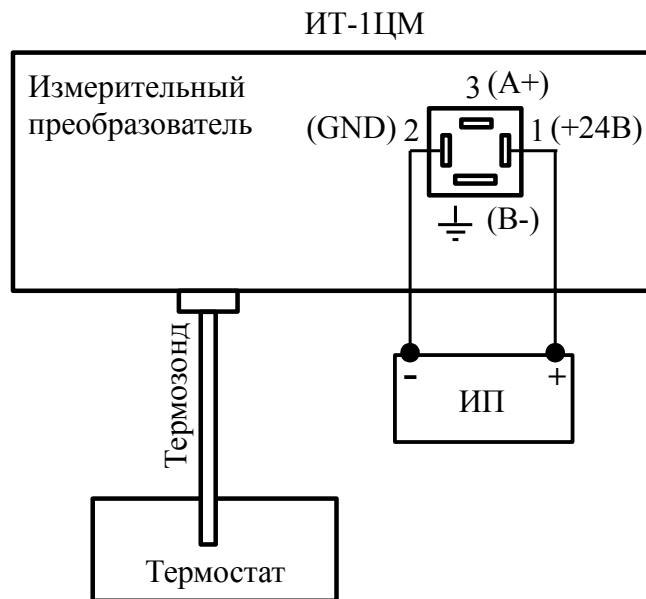 ИТ-1ЦМ
Измерительный
преобразователь
3 (А+)
(GND) 2
1 (+24В)
(В-)
Термозонд
- +
ИП
Термостат